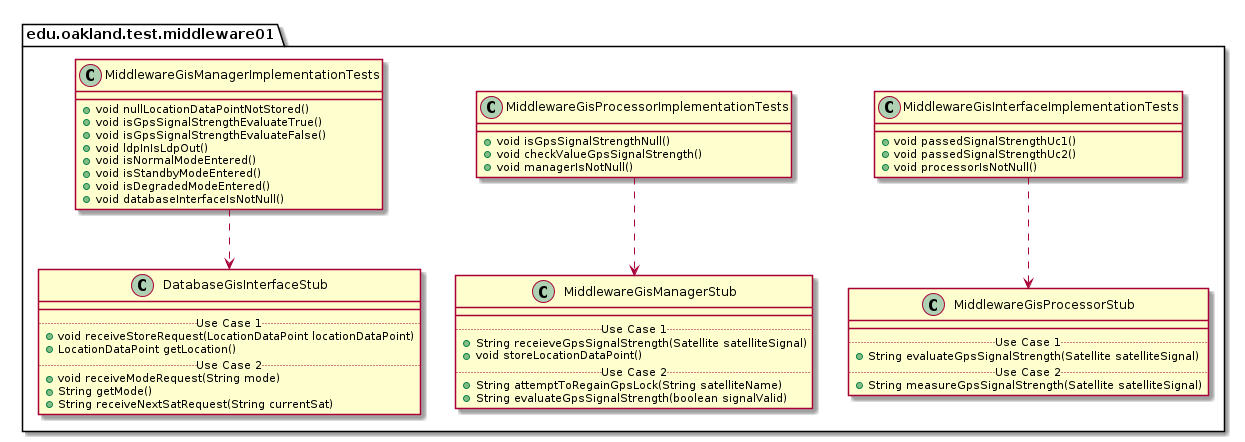 edu.oakland.test.middleware01
C MiddlewareGisManagerImplementationTests
void nullLocationDataPointNotStored()
void isGpsSignalStrengthEvaluateTrue()
void isGpsSignalStrengthEvaluateFalse()
void ldpInIsLdpOut()
void isNormalModeEntered()
void isStandbyModeEntered()
void isDegradedModeEntered()
void databaseInterfaceIsNotNull()
C MiddlewareGisProcessorImplementationTests
void isGpsSignalStrengthNull()
void checkValueGpsSignalStrength()
void managerIsNotNull()
C MiddlewareGisInterfaceImplementationTests
void passedSignalStrengthUc1()
void passedSignalStrengthUc2()
void processorIsNotNull()
C DatabaseGisInterfaceStub
Use Case 1
void receiveStoreRequest(LocationDataPoint locationDataPoint)
LocationDataPoint getLocation()
Use Case 2
void receiveModeRequest(String mode)
String getMode()
String receiveNextSatRequest(String currentSat)
C MiddlewareGisManagerStub
Use Case 1
String receieveGpsSignalStrength(Satellite satelliteSignal)
void storeLocationDataPoint()
Use Case 2
String attemptToRegainGpsLock(String satelliteName)
String evaluateGpsSignalStrength(boolean signalValid)
C MiddlewareGisProcessorStub
Use Case 1
String evaluateGpsSignalStrength(Satellite satelliteSignal)
Use Case 2
String measureGpsSignalStrength(Satellite satelliteSignal)